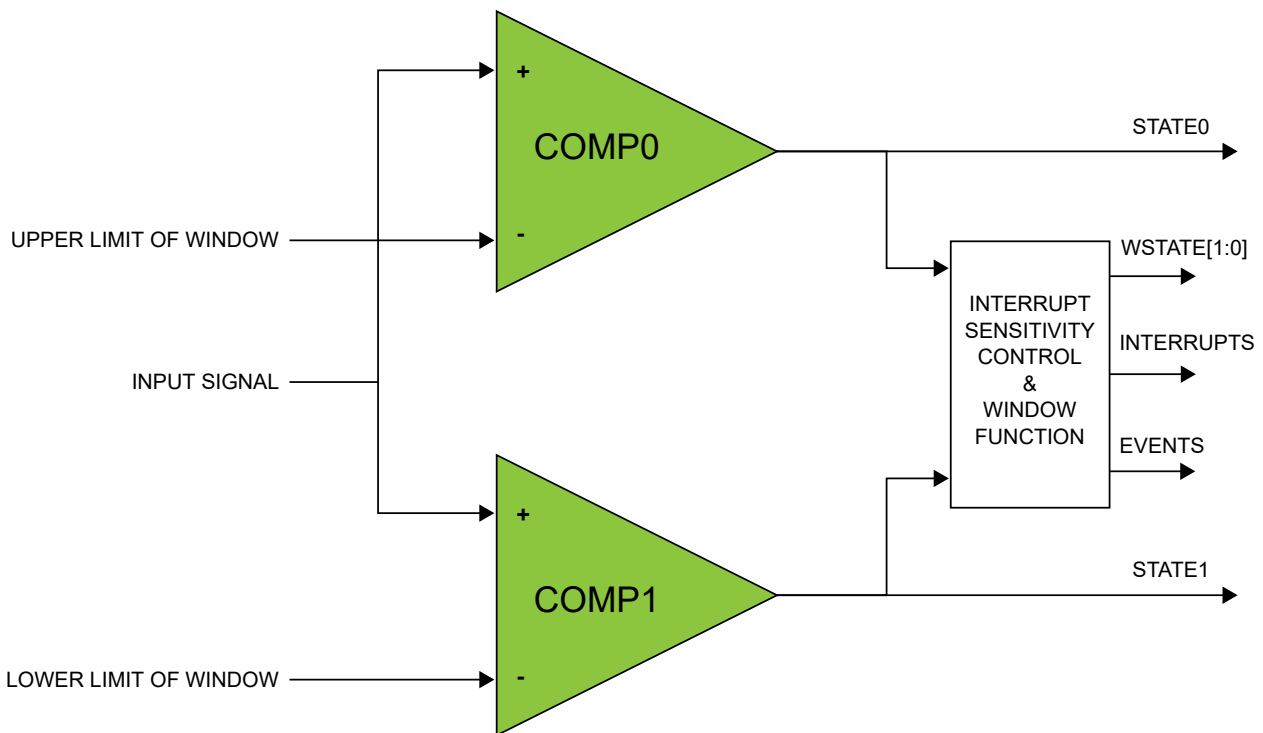 +
COMP0
-
STATE0
UPPER LIMIT OF WINDOW
WSTATE[1:0]
INTERRUPT
SENSITIVITY
CONTROL
&
WINDOW
FUNCTION
INTERRUPTS
EVENTS
INPUT SIGNAL
+
COMP1
-
STATE1
LOWER LIMIT OF WINDOW